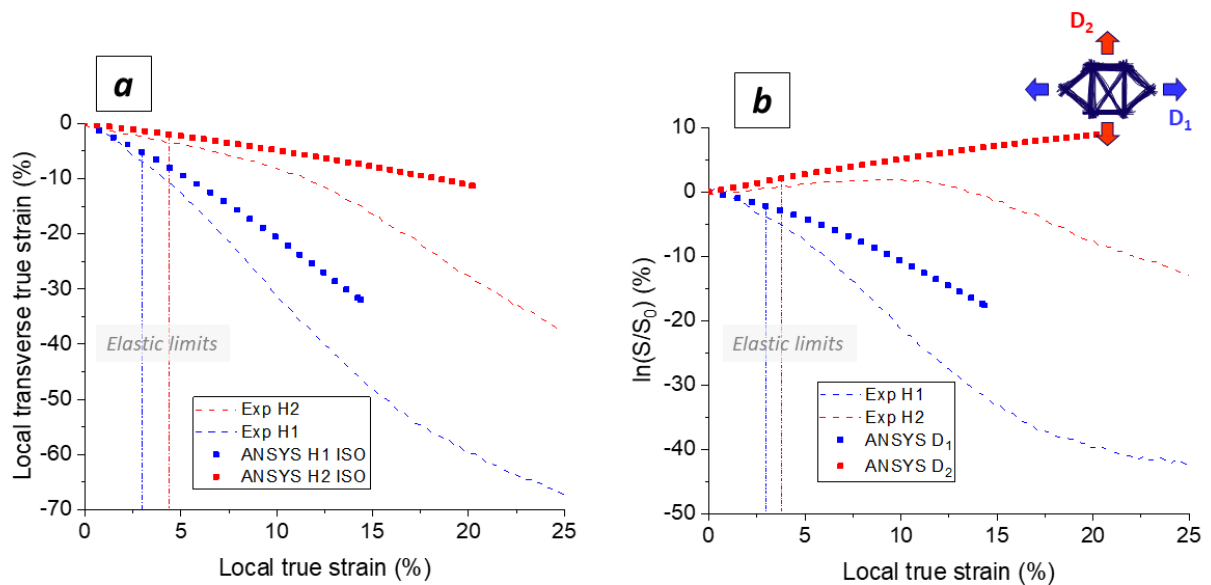 a
0
-10
-20
-30
-40
-50
-60
-70
Local transverse true strain (%)
Elastic limits
Exp H2
Exp H1
ANSYS H1 ISO
ANSYS H2 ISO
0 5 10 15 20 25
Local true strain (%)
D2
D1
b
10
0
-10
-20
-30
-40
-50
ln(S/S0) (%)
Elastic limits
Exp H1
Exp H2
ANSYS D1
ANSYS D2
0 5 10 15 20 25
Local true strain (%)